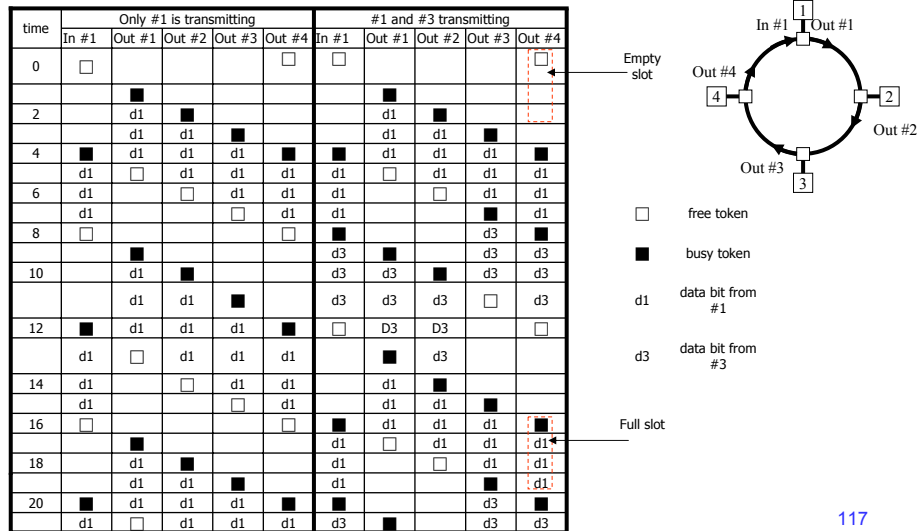 time Only #1 is transmitting #1 and #3 transmitting
In #1 Out #1 Out #2 Out #3 Out #4 In #1 Out #1 Out #2 Out #3 Out #4
0
2 d1 d1
d1 d1 d1 d1
4 d1 d1 d1 d1 d1 d1
d1 d1 d1 d1 d1 d1 d1 d1
6 d1 d1 d1 d1 d1 d1
d1 d1 d1 d1
8 d3
d3 d3 d3
10 d1 d3 d3 d3 d3
d1 d1 d3 d3 d3 d3
12 d1 d1 d1 D3 D3
d1 d1 d1 d1 d3
14 d1 d1 d1 d1
d1 d1 d1 d1
16 d1 d1 d1
d1 d1 d1 d1
18 d1 d1 d1 d1
d1 d1 d1 d1
20 d1 d1 d1 d3
d1 d1 d1 d1 d3 d3 d3
Empty
slot
Full slot
1
In #1 Out #1
Out #4
4 2
Out #2
Out #3
3
free token
busy token
d1 data bit from
#1
d3 data bit from
#3
117